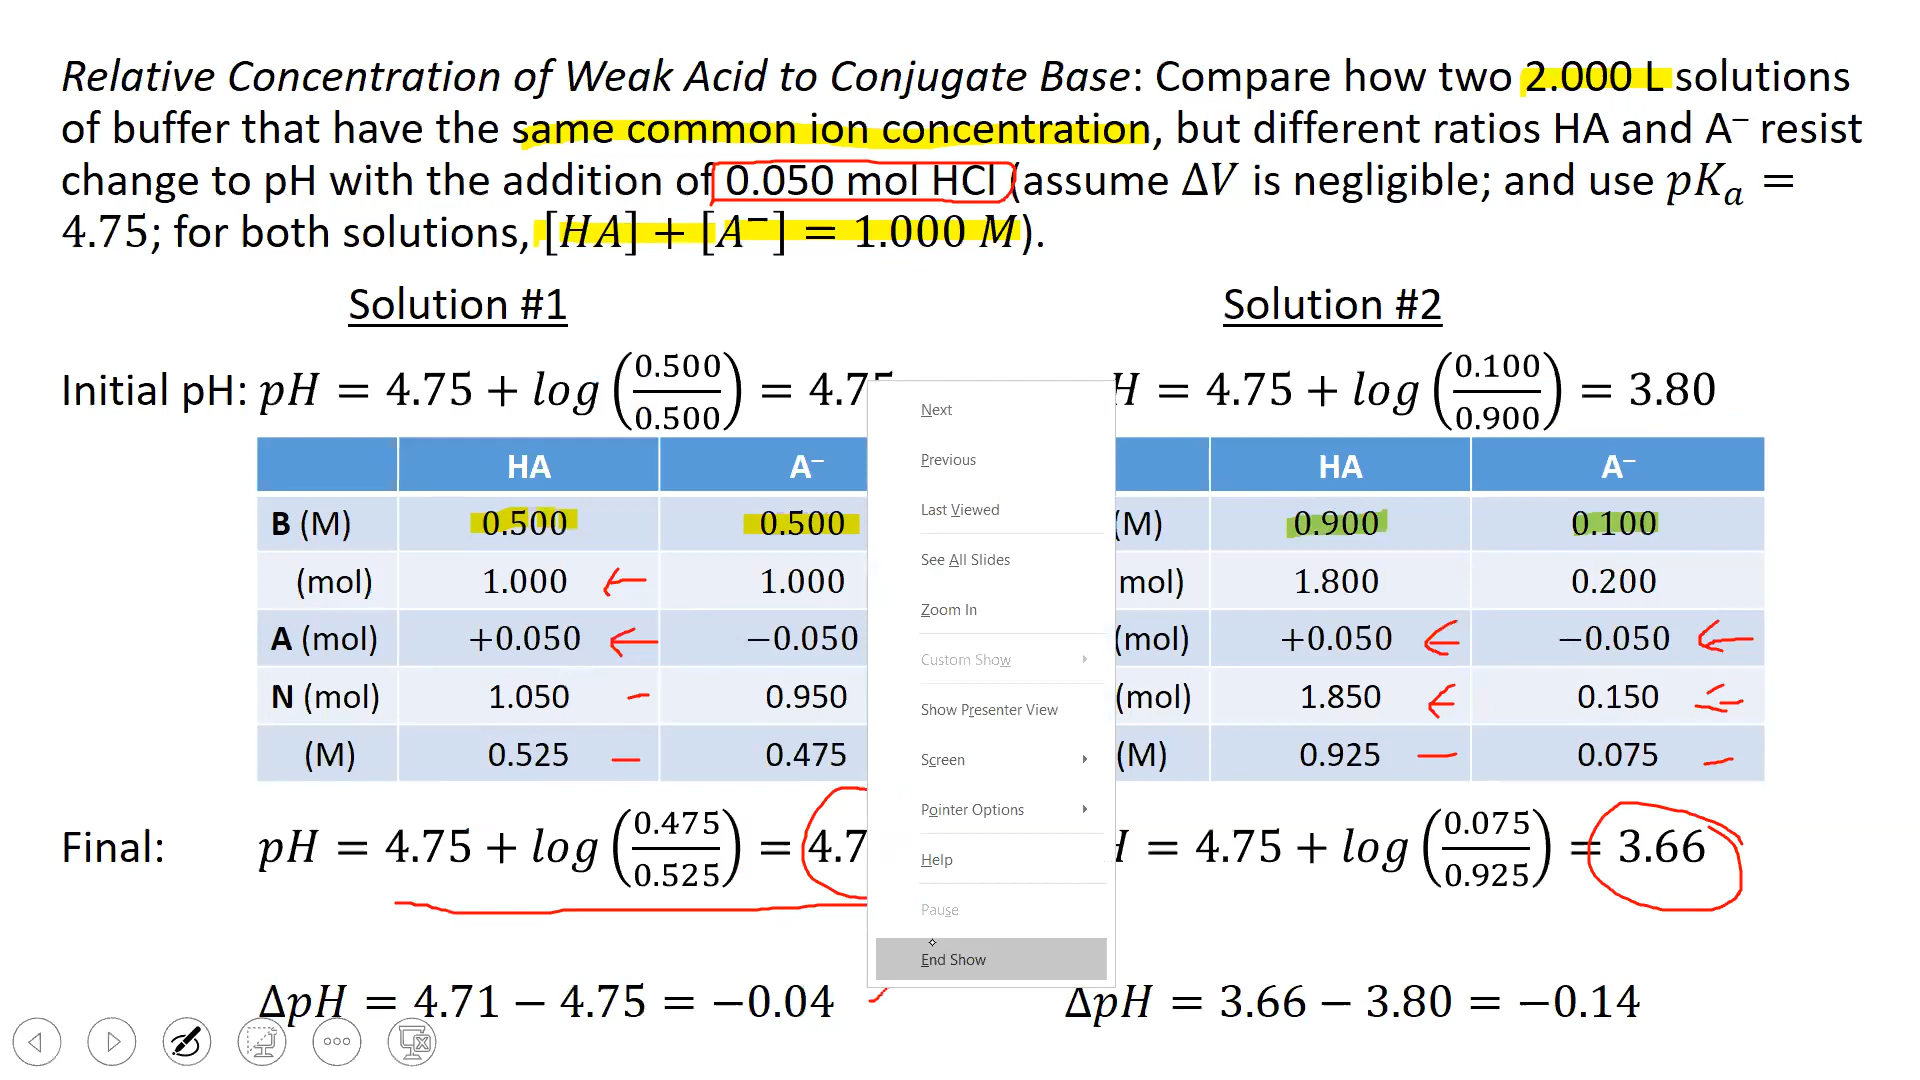 Relative Concentration of Weak Acid to Conjugate Base: Compare how two 2.000 L solutions
of buffer that have the same common ion concentration, but different ratios HA and A⁻ resist
change to pH with the addition of 0.050 mol HCl (assume ΔV is negligible; and use pKₐ =
4.75; for both solutions, [HA] + [A⁻] = 1.000 M).
Solution #1
Initial pH: pH = 4.75 + log (0.500/0.500) = 4.75
HA A⁻
B (M) 0.500 0.500
(mol) 1.000 1.000
A (mol) +0.050 −0.050
N (mol) 1.050 0.950
(M) 0.525 0.475
Final: pH = 4.75 + log (0.475/0.525) = 4.7
ΔpH = 4.71 − 4.75 = −0.04
Next
Previous
Last Viewed
See All Slides
Zoom In
Custom Show
Show Presenter View
Screen
Pointer Options
Help
Pause
End Show
Solution #2
H = 4.75 + log (0.100/0.900) = 3.80
HA A⁻
(M) 0.900 0.100
mol) 1.800 0.200
(mol) +0.050 −0.050
(mol) 1.850 0.150
(M) 0.925 0.075
H = 4.75 + log (0.075/0.925) = 3.66
ΔpH = 3.66 − 3.80 = −0.14